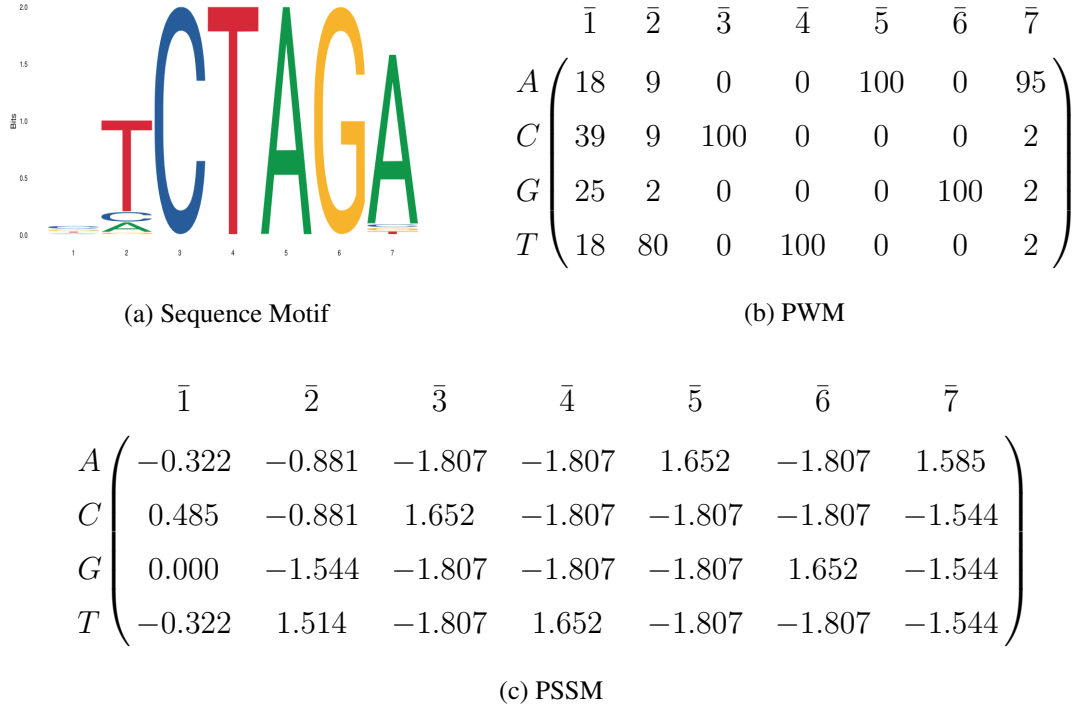 2.0
1.5
1.0
0.5
0.0
Bits
TCTAGA
CA
1 2 3 4 5 6 7
(a) Sequence Motif
1̄ 2̄ 3̄ 4̄ 5̄ 6̄ 7̄
A 18 9 0 0 100 0 95
C 39 9 100 0 0 0 2
G 25 2 0 0 0 100 2
T 18 80 0 100 0 0 2
(b) PWM
1̄ 2̄ 3̄ 4̄ 5̄ 6̄ 7̄
A −0.322 −0.881 −1.807 −1.807 1.652 −1.807 1.585
C 0.485 −0.881 1.652 −1.807 −1.807 −1.807 −1.544
G 0.000 −1.544 −1.807 −1.807 −1.807 1.652 −1.544
T −0.322 1.514 −1.807 1.652 −1.807 −1.807 −1.544
(c) PSSM